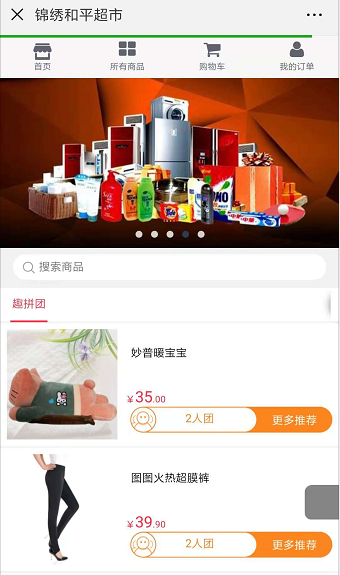 锦绣和平超市
首页
所有商品
购物车
我的订单
搜索商品
趣拼团
妙普暖宝宝
¥35.00
2人团
更多推荐
图图火热超膜裤
¥39.90
2人团
更多推荐